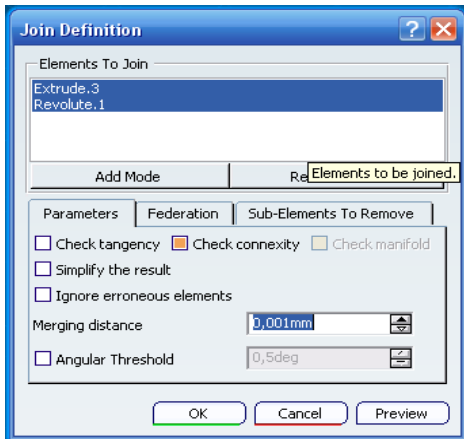 Join Definition
Elements To Join
Extrude.3
Revolute.1
Elements to be joined.
Add Mode
Re
Parameters Federation Sub-Elements To Remove
Check tangency Check connexity Check manifold
Simplify the result
Ignore erroneous elements
Merging distance 0,001mm
Angular Threshold 0,5deg
OK Cancel Preview